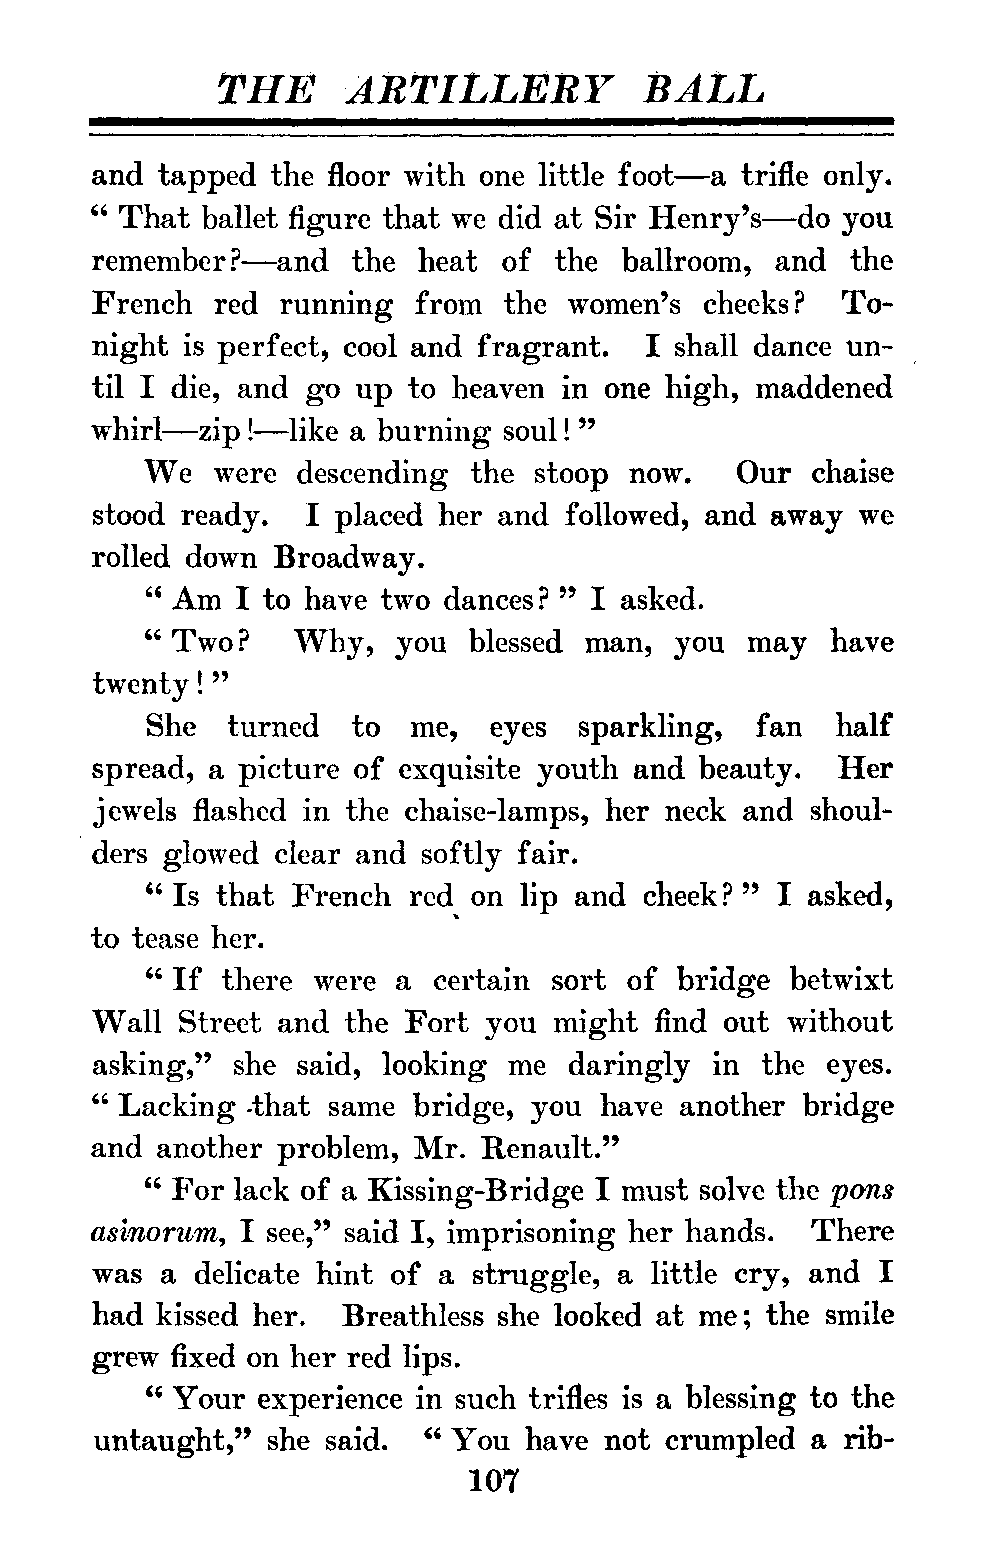 THE ARTILLERY BALL
and tapped the floor with one little foot—a trifle only.
“ That ballet figure that we did at Sir Henry’s—do you
remember?—and the heat of the ballroom, and the
French red running from the women’s cheeks? To-
night is perfect, cool and fragrant. I shall dance un-
til I die, and go up to heaven in one high, maddened
whirl—zip!—like a burning soul!”
We were descending the stoop now. Our chaise
stood ready. I placed her and followed, and away we
rolled down Broadway.
“ Am I to have two dances? ” I asked.
“ Two? Why, you blessed man, you may have
twenty!”
She turned to me, eyes sparkling, fan half
spread, a picture of exquisite youth and beauty. Her
jewels flashed in the chaise-lamps, her neck and shoul-
ders glowed clear and softly fair.
“ Is that French red on lip and cheek? ” I asked,
to tease her.
“ If there were a certain sort of bridge betwixt
Wall Street and the Fort you might find out without
asking,” she said, looking me daringly in the eyes.
“ Lacking that same bridge, you have another bridge
and another problem, Mr. Renault.”
“ For lack of a Kissing-Bridge I must solve the pons
asinorum, I see,” said I, imprisoning her hands. There
was a delicate hint of a struggle, a little cry, and I
had kissed her. Breathless she looked at me; the smile
grew fixed on her red lips.
“ Your experience in such trifles is a blessing to the
untaught,” she said. “ You have not crumpled a rib-
107